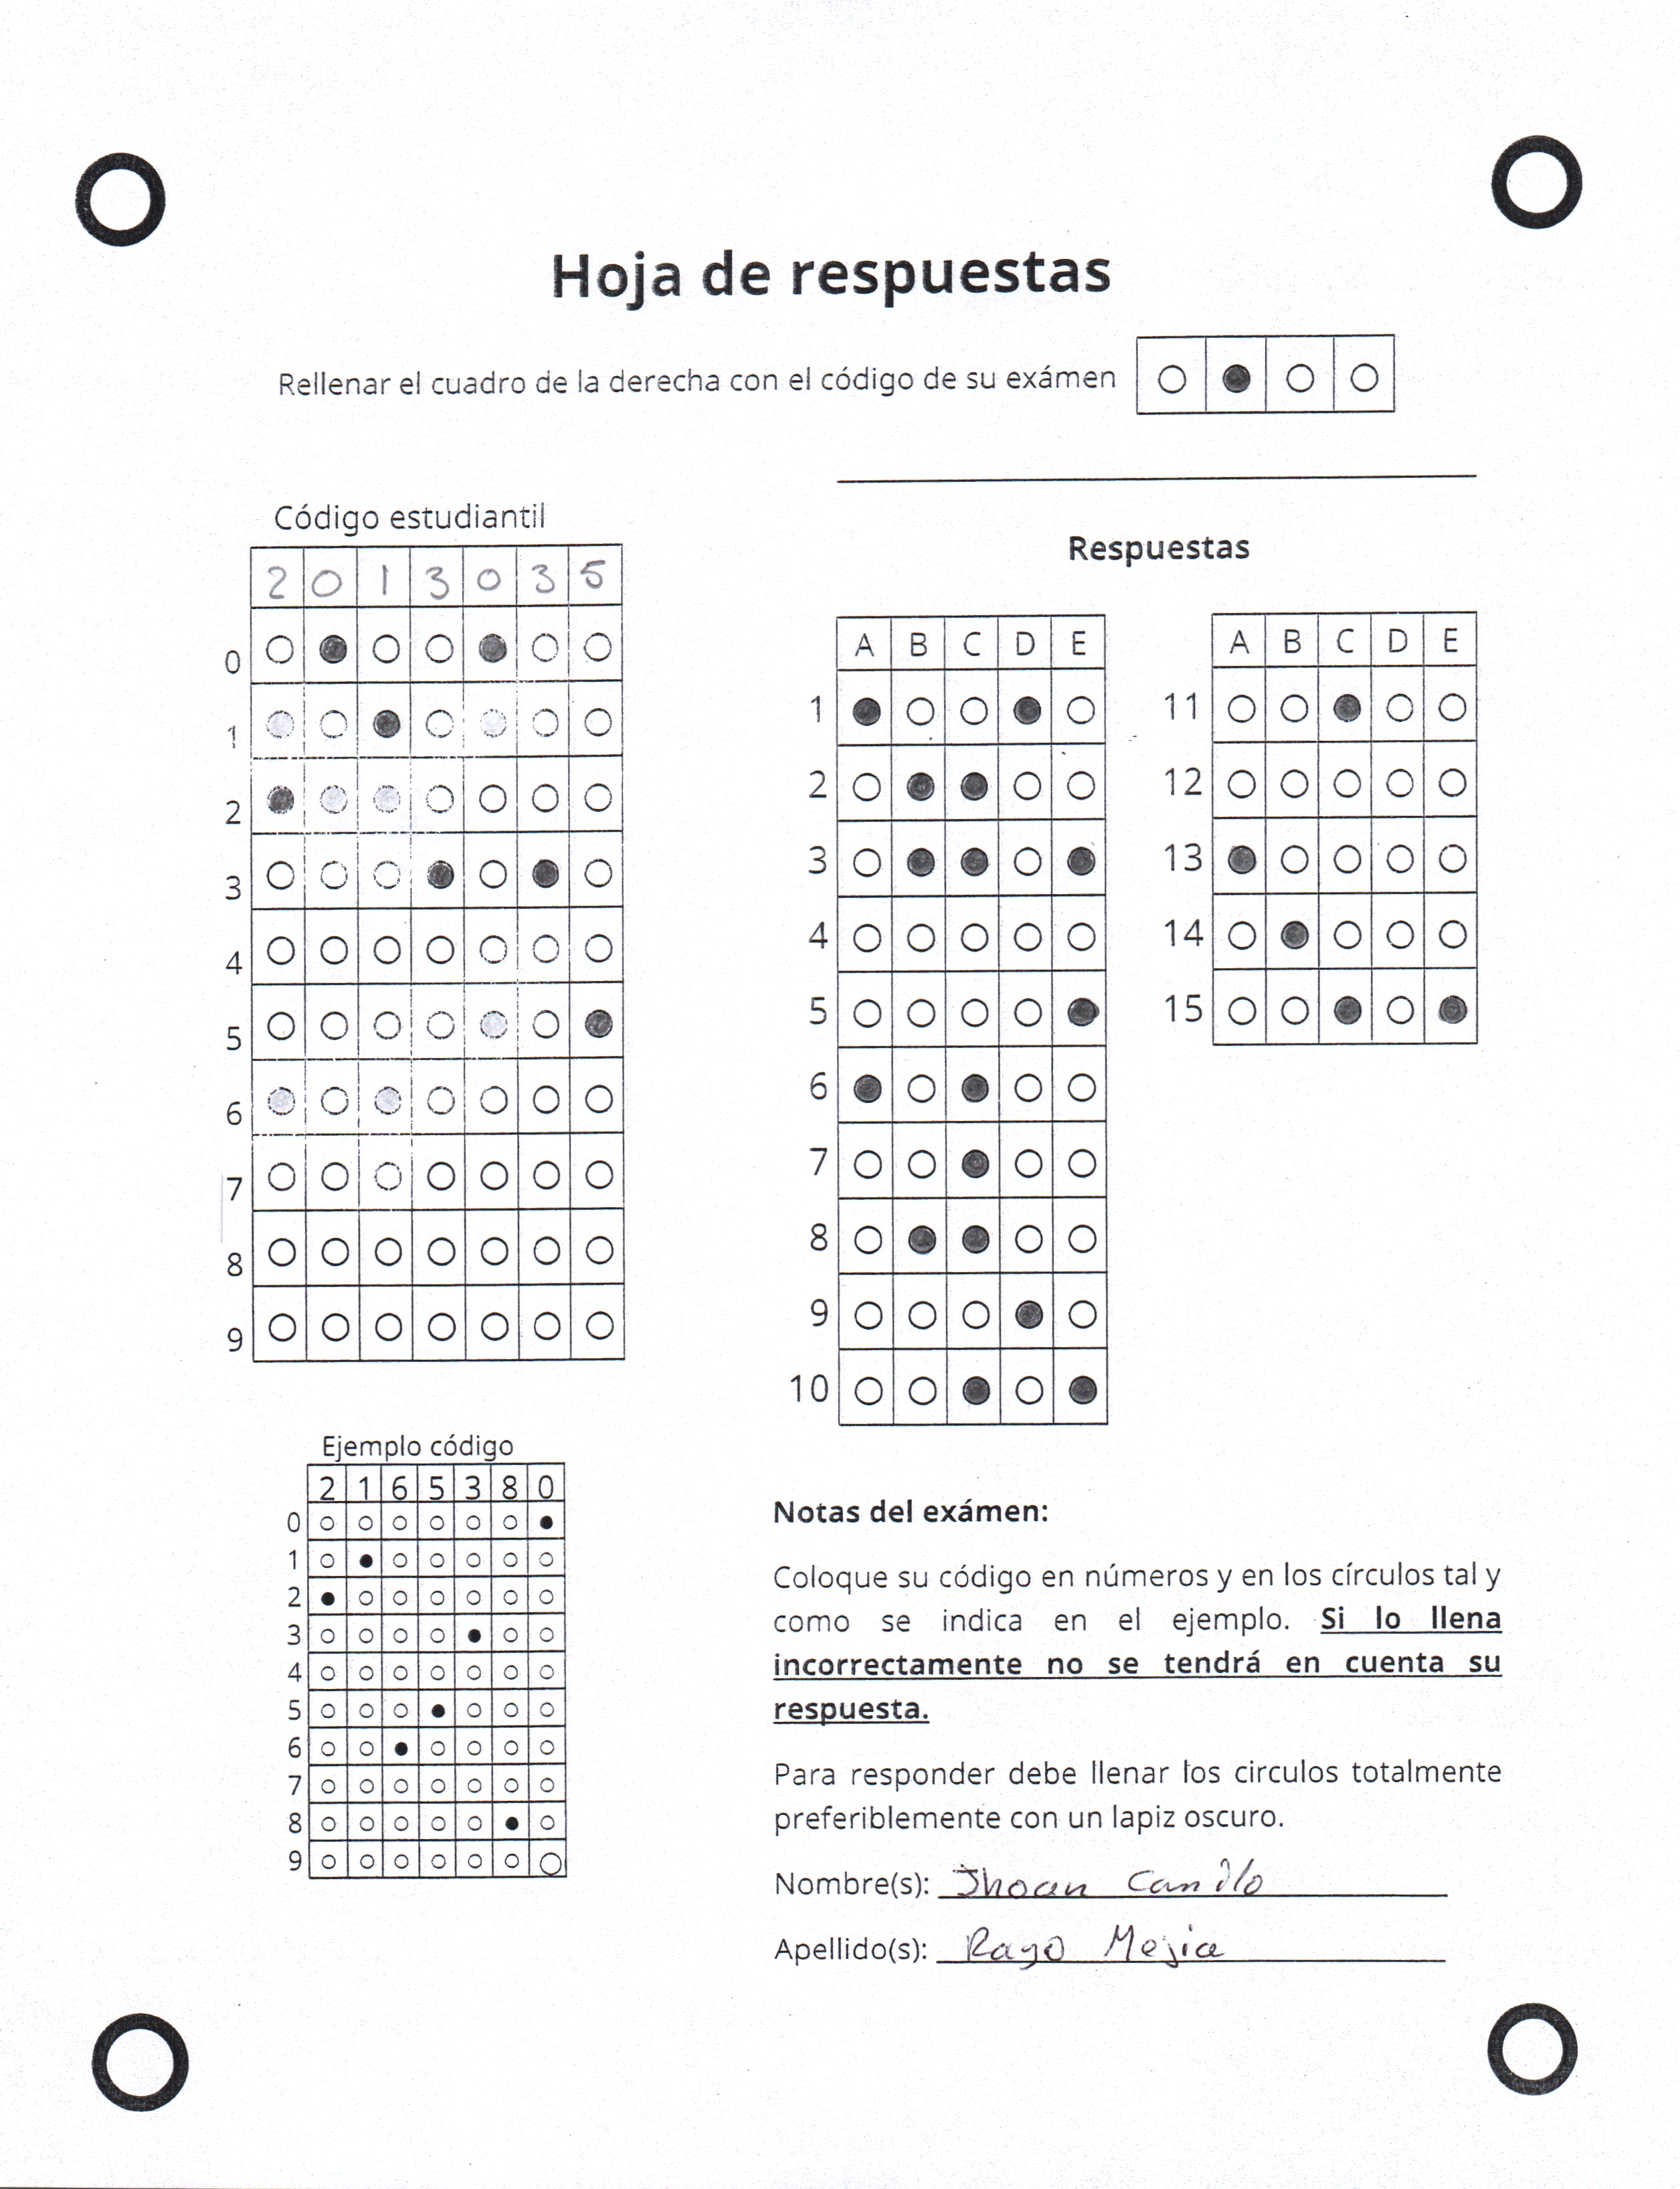 Hoja de respuestas
Rellenar el cuadro de la derecha con el código de su exámen
Código estudiantil
2 0 1 3 0 3 5
0
1
2
3
4
5
6
7
8
9
Respuestas
A B C D E
1
2
3
4
5
6
7
8
9
10
A B C D E
11
12
13
14
15
Ejemplo código
2 1 6 5 3 8 0
0
1
2
3
4
5
6
7
8
9
Notas del exámen:
Coloque su código en números y en los círculos tal y
como se indica en el ejemplo. Si lo llena
incorrectamente no se tendrá en cuenta su
respuesta.
Para responder debe llenar los circulos totalmente
preferiblemente con un lapiz oscuro.
Nombre(s): Jhoan Camilo
Apellido(s): Rayo Mejia